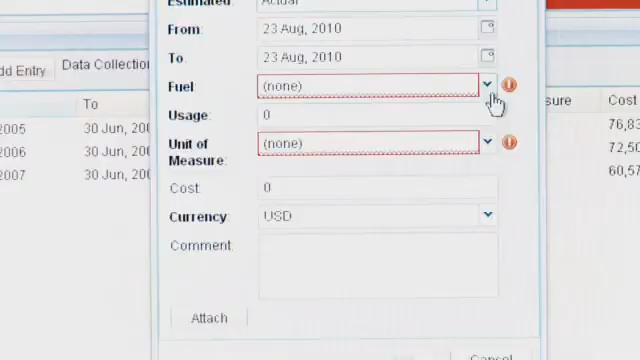 Estimated: Actual
From: 23 Aug, 2010
To 23 Aug, 2010
dd Entry Data Collection
Fuel (none)
To sure Cost
Usage: 0
2005 30 Jun, 200 76,83
Unit of Measure: (none)
2006 30 Jun, 200 72,50
2007 30 Jun, 200 60,57
Cost: 0
Currency: USD
Comment:
Attach
Cancel